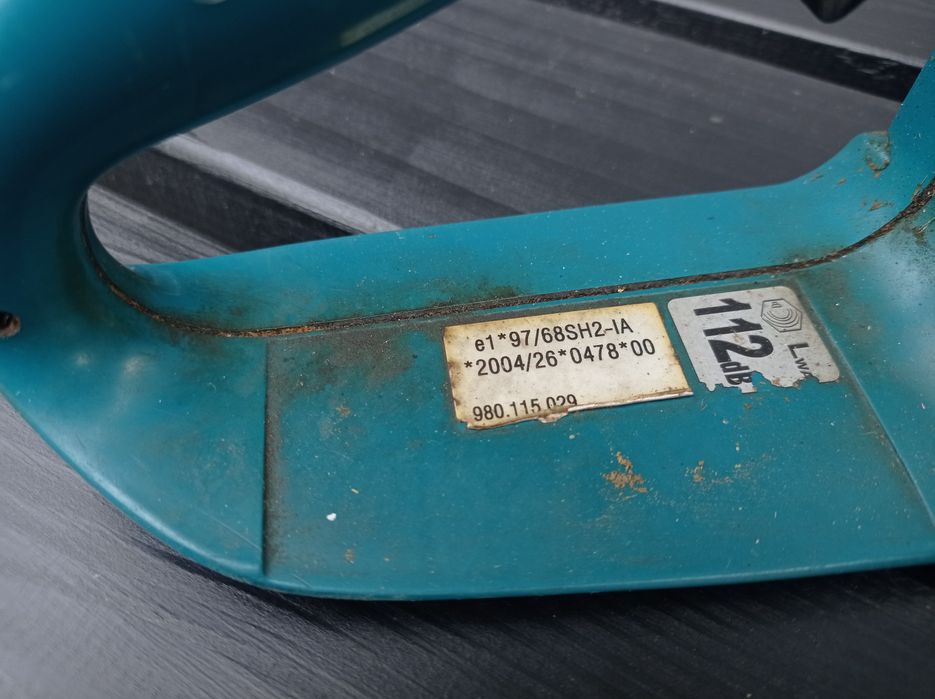 e1*97/68SH2-IA
*2004/26*0478*00
980.115.029
112dB
LWA